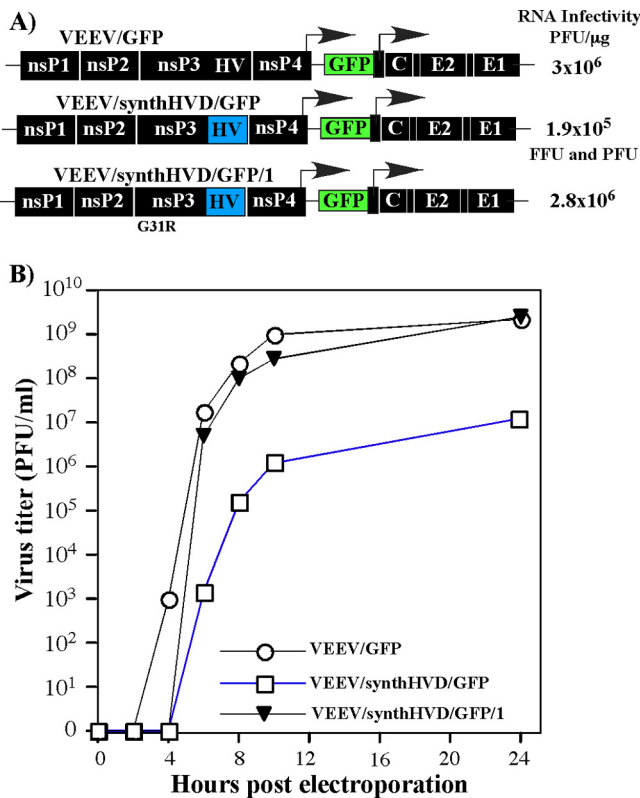 A)
RNA Infectivity
PFU/µg
VEEV/GFP
nsP1 nsP2 nsP3 HV nsP4 GFP C E2 E1 3x10⁶
VEEV/synthHVD/GFP
nsP1 nsP2 nsP3 HV nsP4 GFP C E2 E1 1.9x10⁵
FFU and PFU
VEEV/synthHVD/GFP/1
nsP1 nsP2 nsP3 HV nsP4 GFP C E2 E1 2.8x10⁶
G31R
B)
Virus titer (PFU/ml)
10¹⁰
10⁹
10⁸
10⁷
10⁶
10⁵
10⁴
10³
10²
10¹
0
VEEV/GFP
VEEV/synthHVD/GFP
VEEV/synthHVD/GFP/1
0 4 8 12 16 20 24
Hours post electroporation